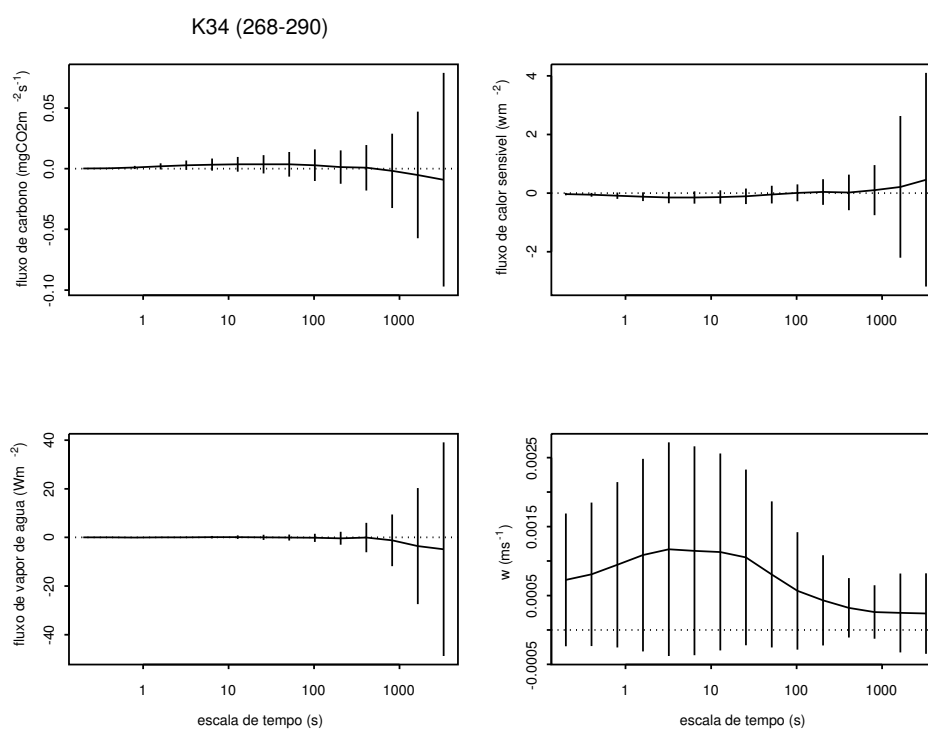 K34 (268-290)
fluxo de carbono (mgCO2m ⁻²s⁻¹)
0.05
0.0
-0.05
-0.10
1 10 100 1000
fluxo de calor sensivel (wm ⁻²)
4
2
0
-2
1 10 100 1000
fluxo de vapor de agua (Wm ⁻²)
40
20
0
-20
-40
1 10 100 1000
escala de tempo (s)
w (ms⁻¹)
0.0025
0.0015
0.0005
-0.0005
1 10 100 1000
escala de tempo (s)